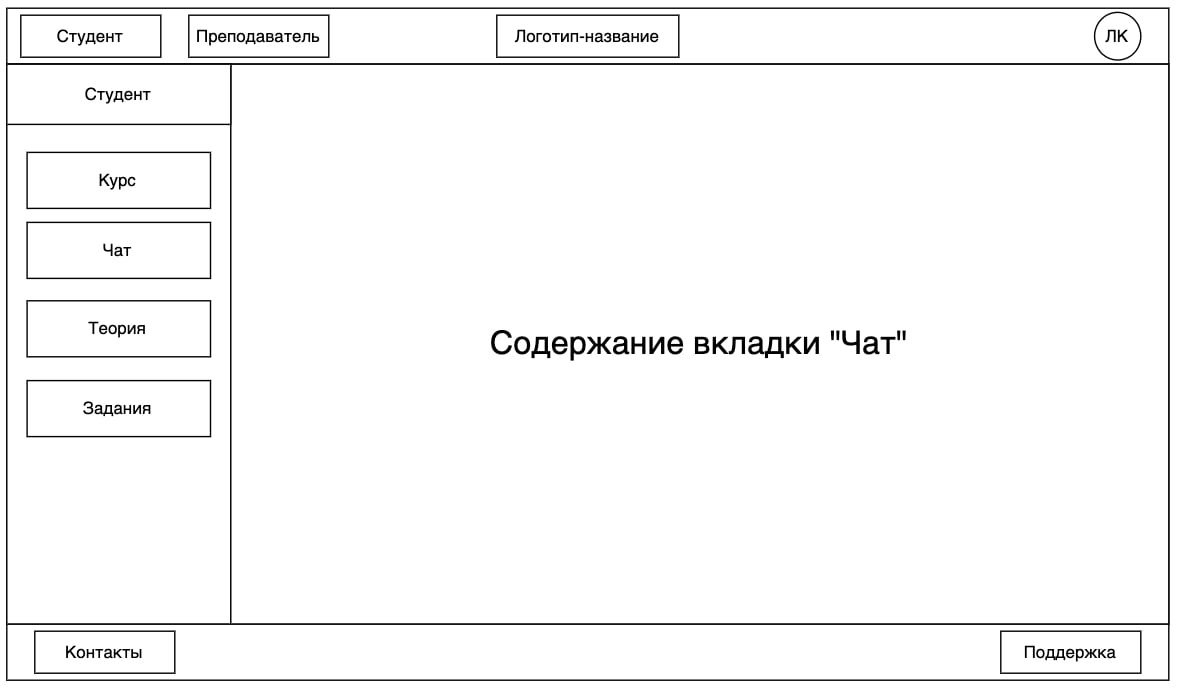 Студент
Преподаватель
Логотип-название
ЛК
Студент
Курс
Чат
Теория
Задания
Содержание вкладки "Чат"
Контакты
Поддержка